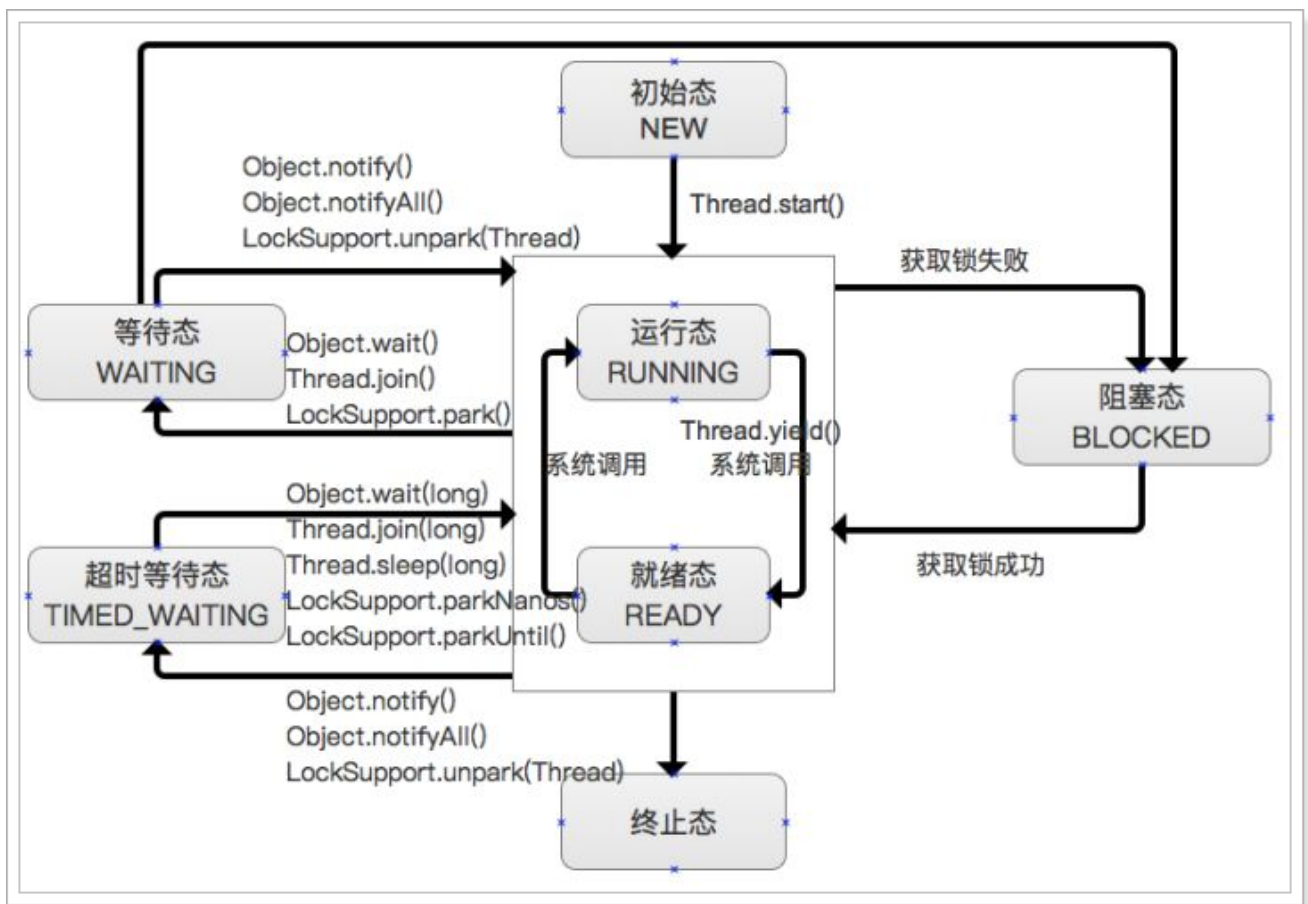 初始态
NEW
Object.notify()
Object.notifyAll()
LockSupport.unpark(Thread)
Thread.start()
获取锁失败
等待态
WAITING
Object.wait()
Thread.join()
LockSupport.park()
运行态
RUNNING
阻塞态
BLOCKED
Thread.yield()
系统调用
系统调用
Object.wait(long)
Thread.join(long)
Thread.sleep(long)
LockSupport.parkNanos()
LockSupport.parkUntil()
超时等待态
TIMED_WAITING
就绪态
READY
获取锁成功
Object.notify()
Object.notifyAll()
LockSupport.unpark(Thread)
终止态